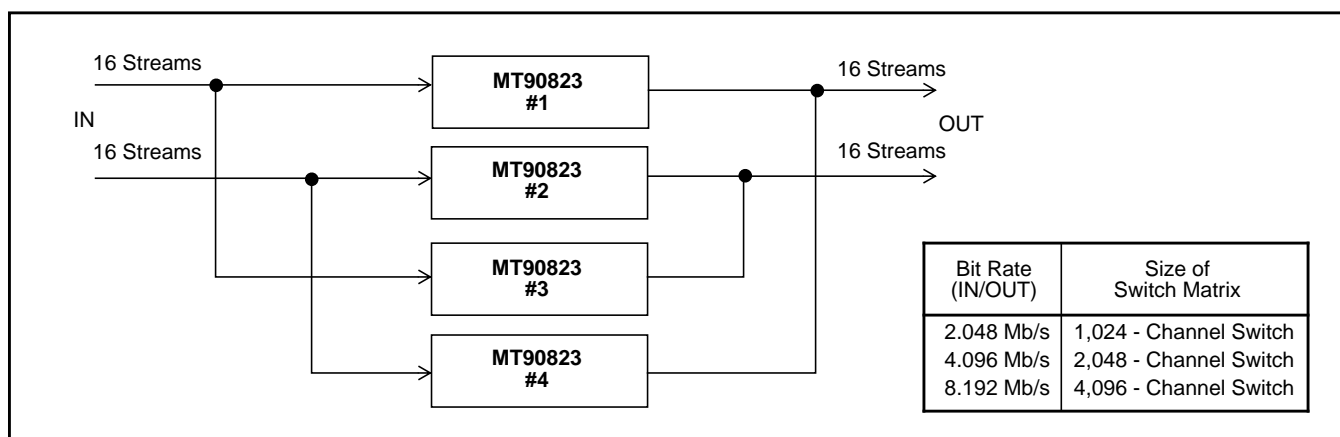 16 Streams
MT90823
#1
16 Streams
IN
OUT
16 Streams
MT90823
#2
16 Streams
MT90823
#3
MT90823
#4
Bit Rate
(IN/OUT)
Size of
Switch Matrix
2.048 Mb/s 1,024 - Channel Switch
4.096 Mb/s 2,048 - Channel Switch
8.192 Mb/s 4,096 - Channel Switch